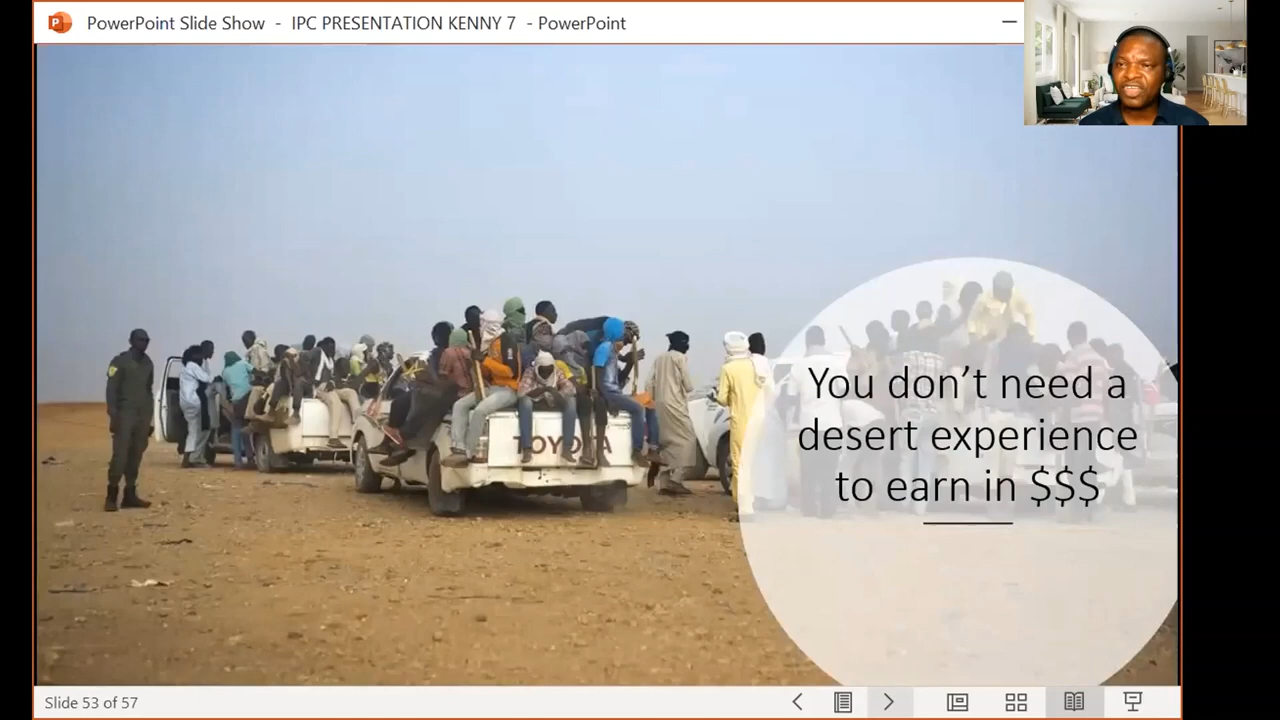 PowerPoint Slide Show - IPC PRESENTATION KENNY 7 - PowerPoint
TOYOTA
You don’t need a
desert experience
to earn in $$$
Slide 53 of 57